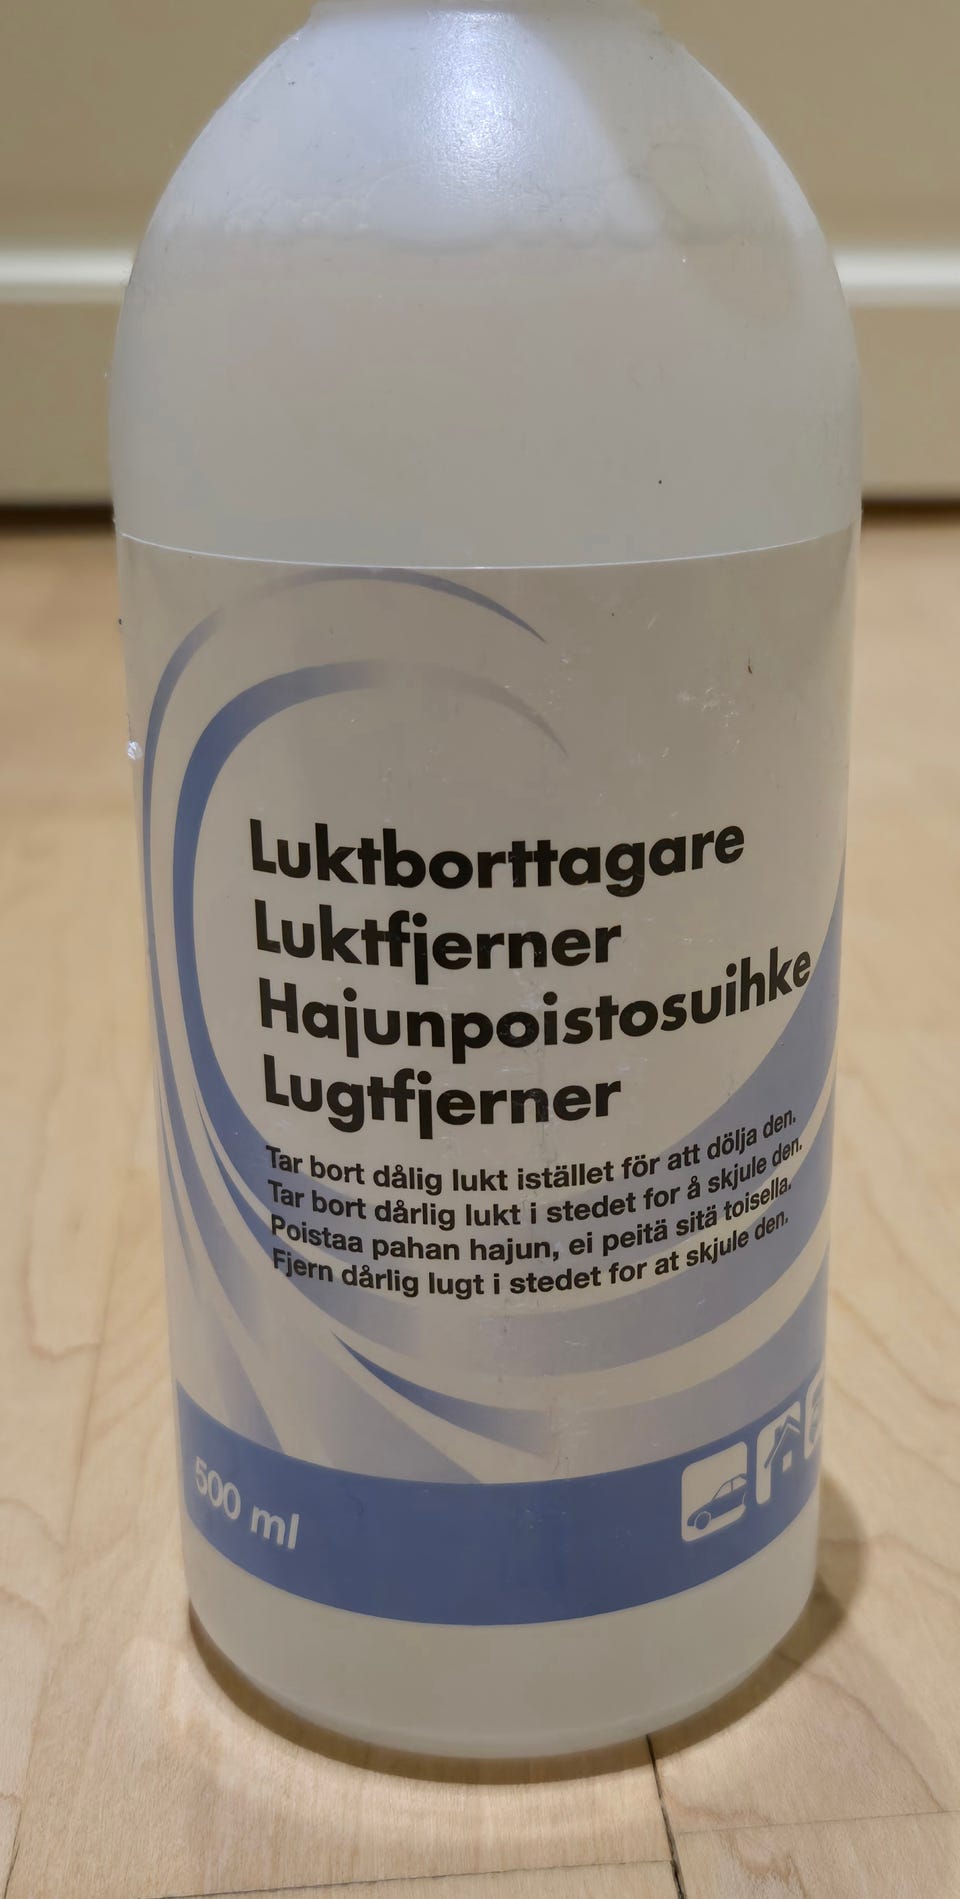 Luktborttagare
Luktfjerner
Hajunpoistosuihke
Lugtfjerner
Tar bort dålig lukt istället för att dölja den.
Tar bort dårlig lukt i stedet for å skjule den.
Poistaa pahan hajun, ei peitä sitä toisella.
Fjern dårlig lugt i stedet for at skjule den.
500 ml